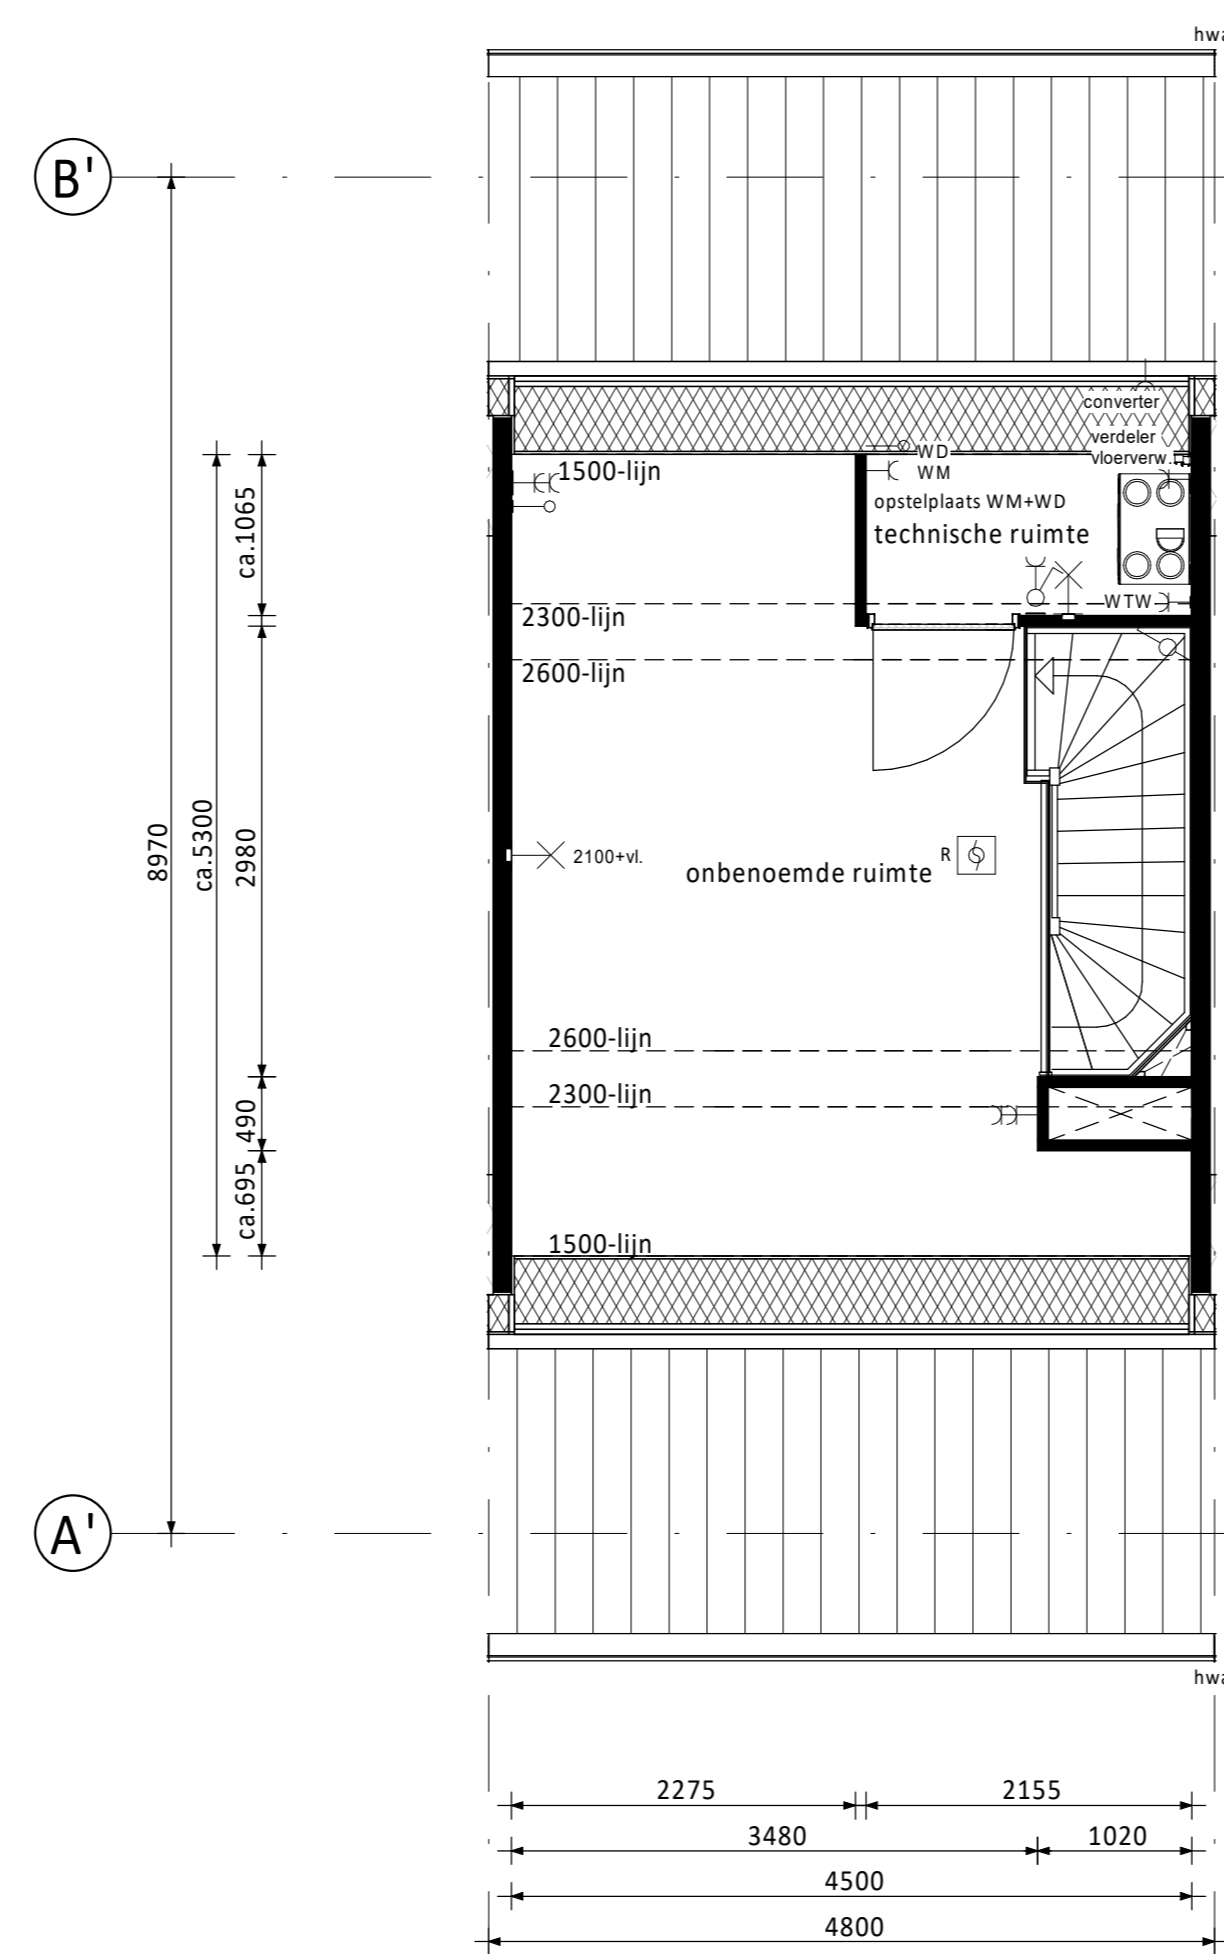 hwa
B'
converter
verdeler
vloerverw.
WD
WM
1500-lijn
opstelplaats WM+WD
technische ruimte
WTW
2300-lijn
2600-lijn
ca.1065
8970
ca.5300
2980
2100+vl.
onbenoemde ruimte
R
2600-lijn
2300-lijn
490
ca.695
1500-lijn
A'
hwa
2275
2155
3480
1020
4500
4800